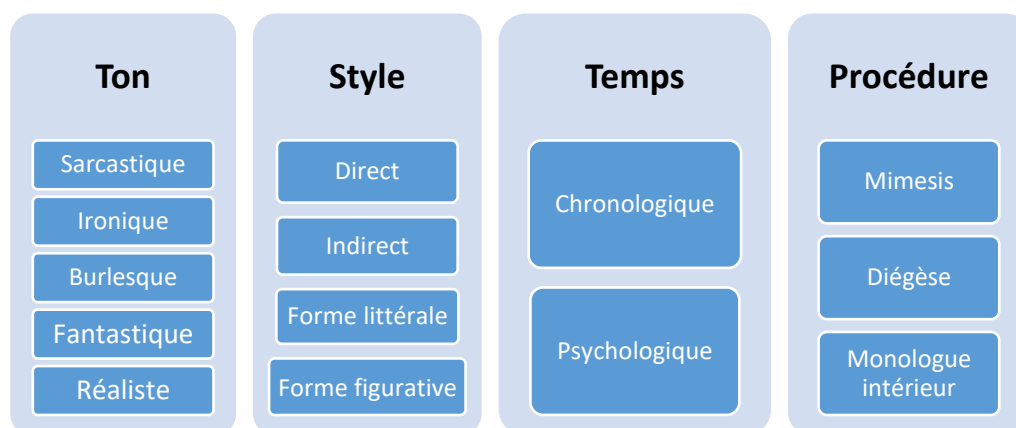 Ton
Sarcastique
Ironique
Burlesque
Fantastique
Réaliste
Style
Direct
Indirect
Forme littérale
Forme figurative
Temps
Chronologique
Psychologique
Procédure
Mimesis
Diégèse
Monologue
intérieur